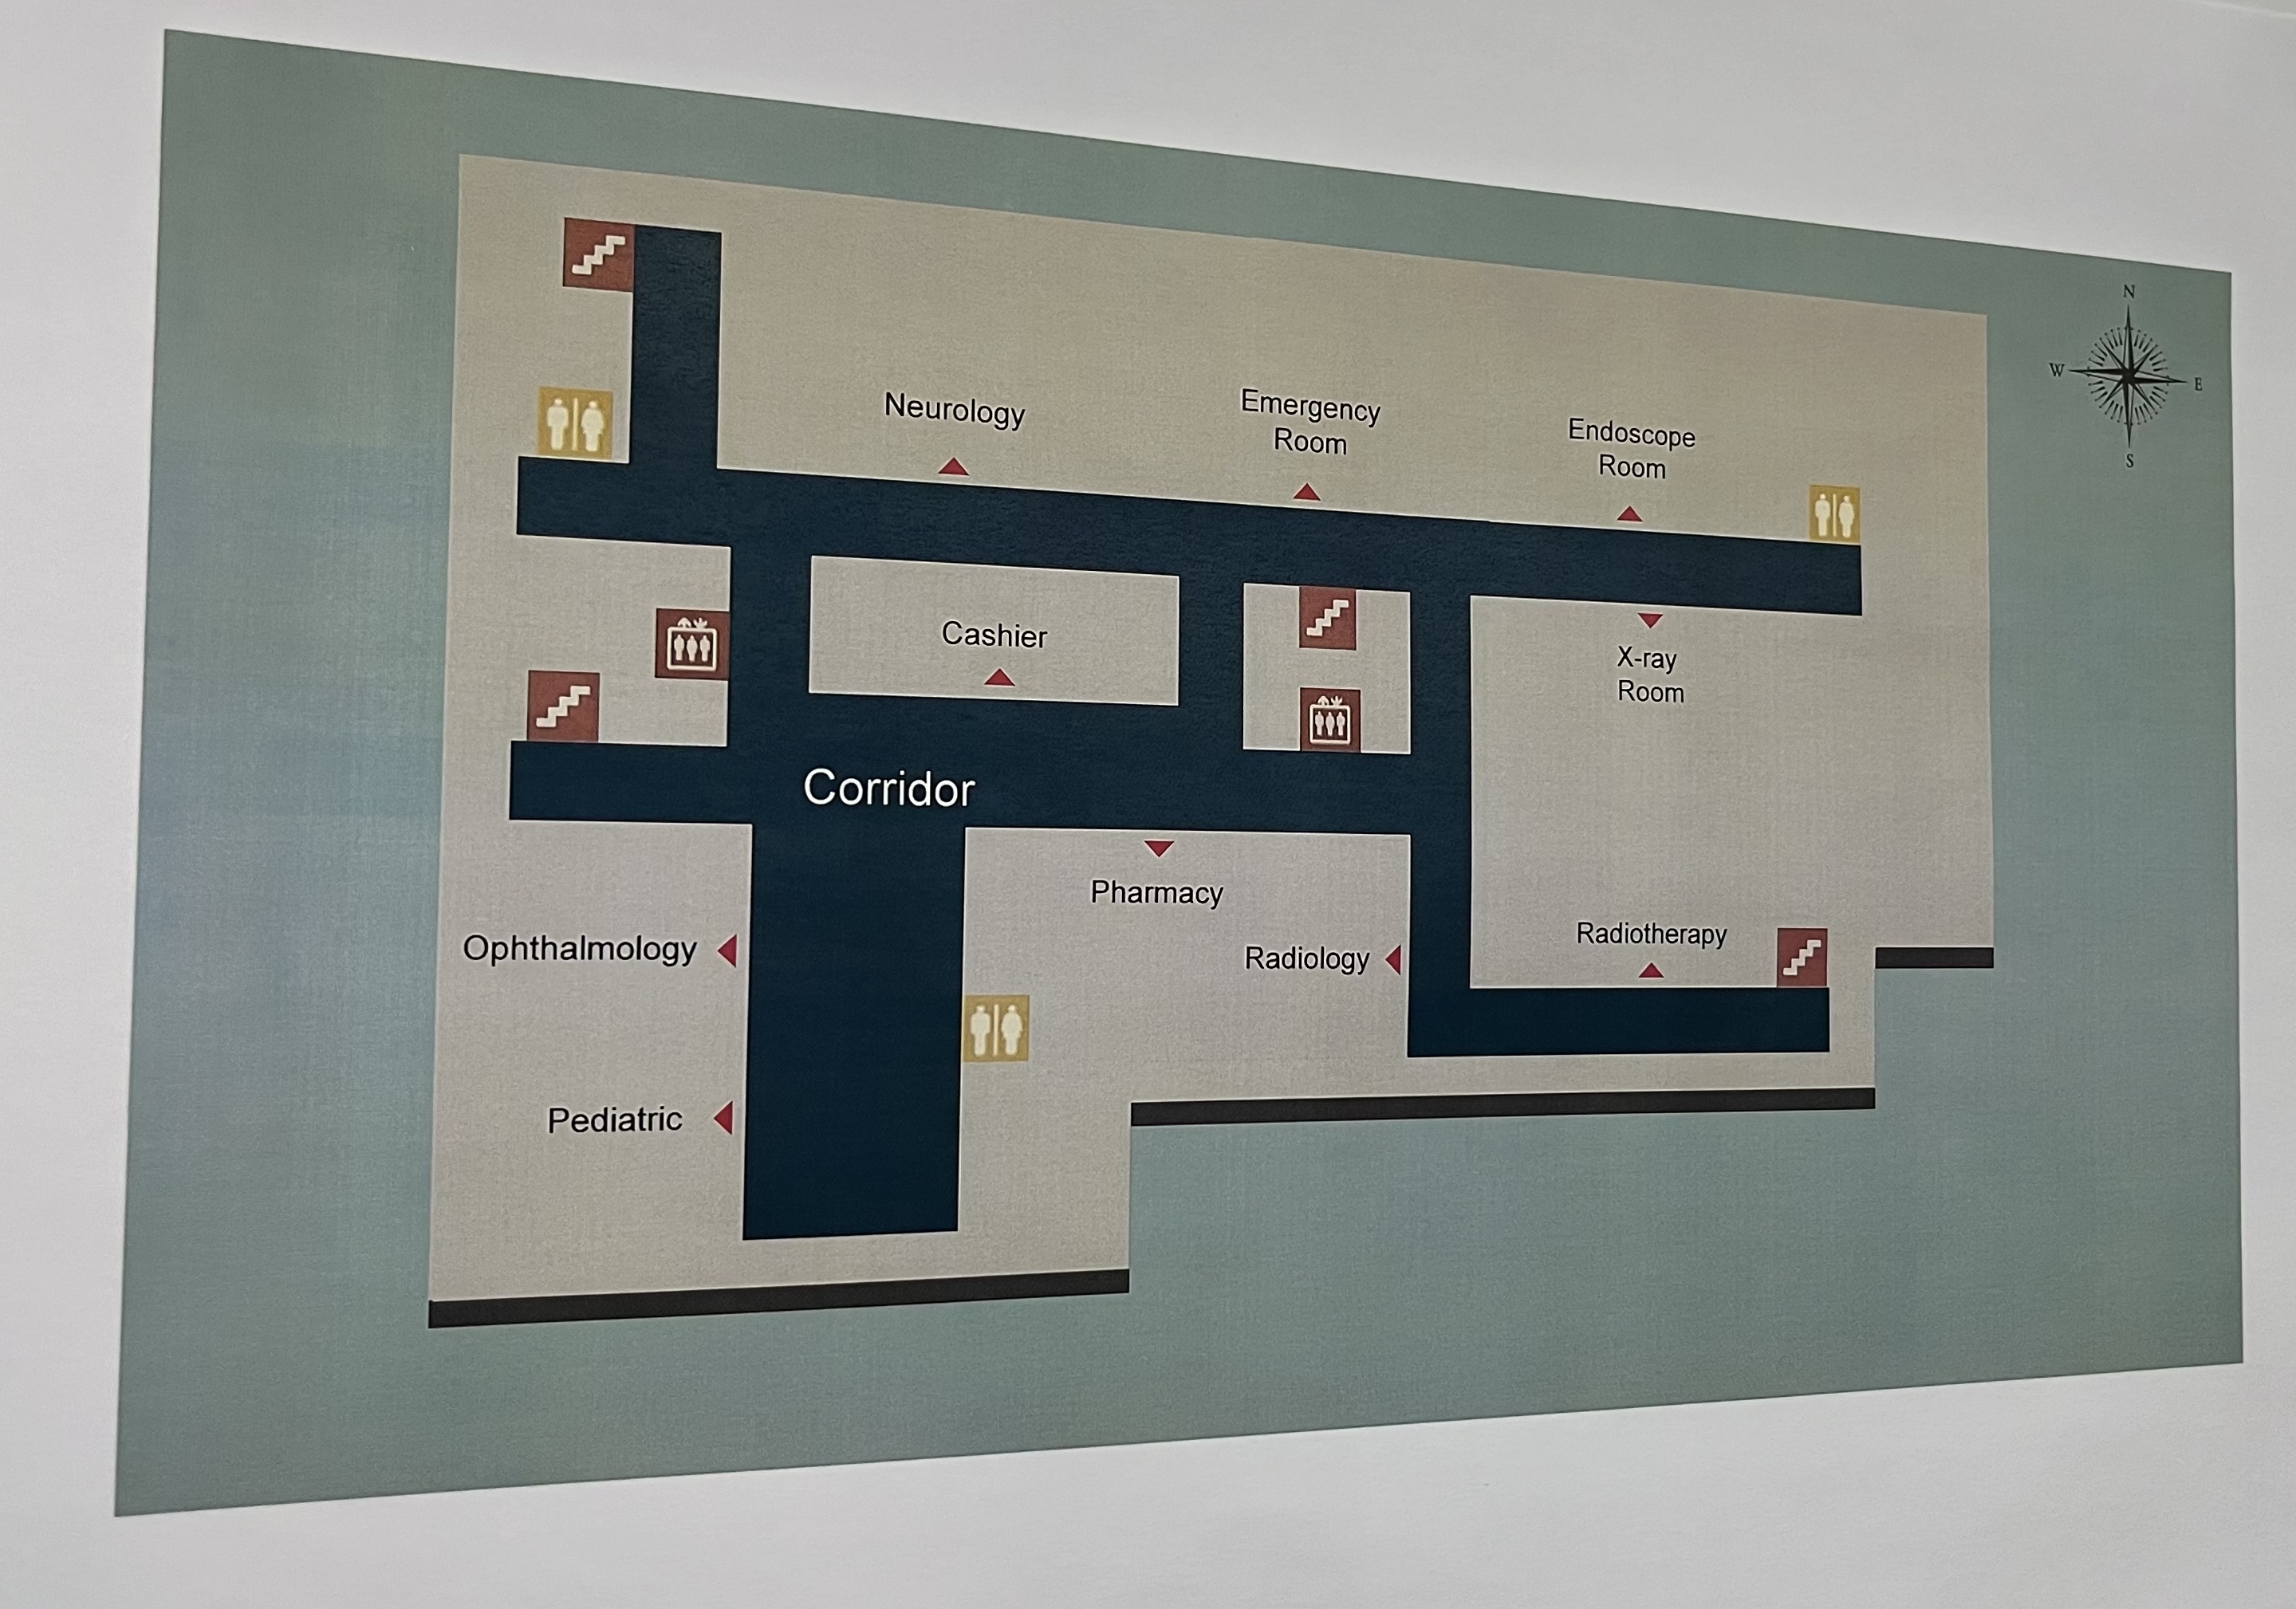 N
W
E
S
Neurology
Emergency
Room
Endoscope
Room
Cashier
X-ray
Room
Corridor
Pharmacy
Ophthalmology
Radiology
Radiotherapy
Pediatric